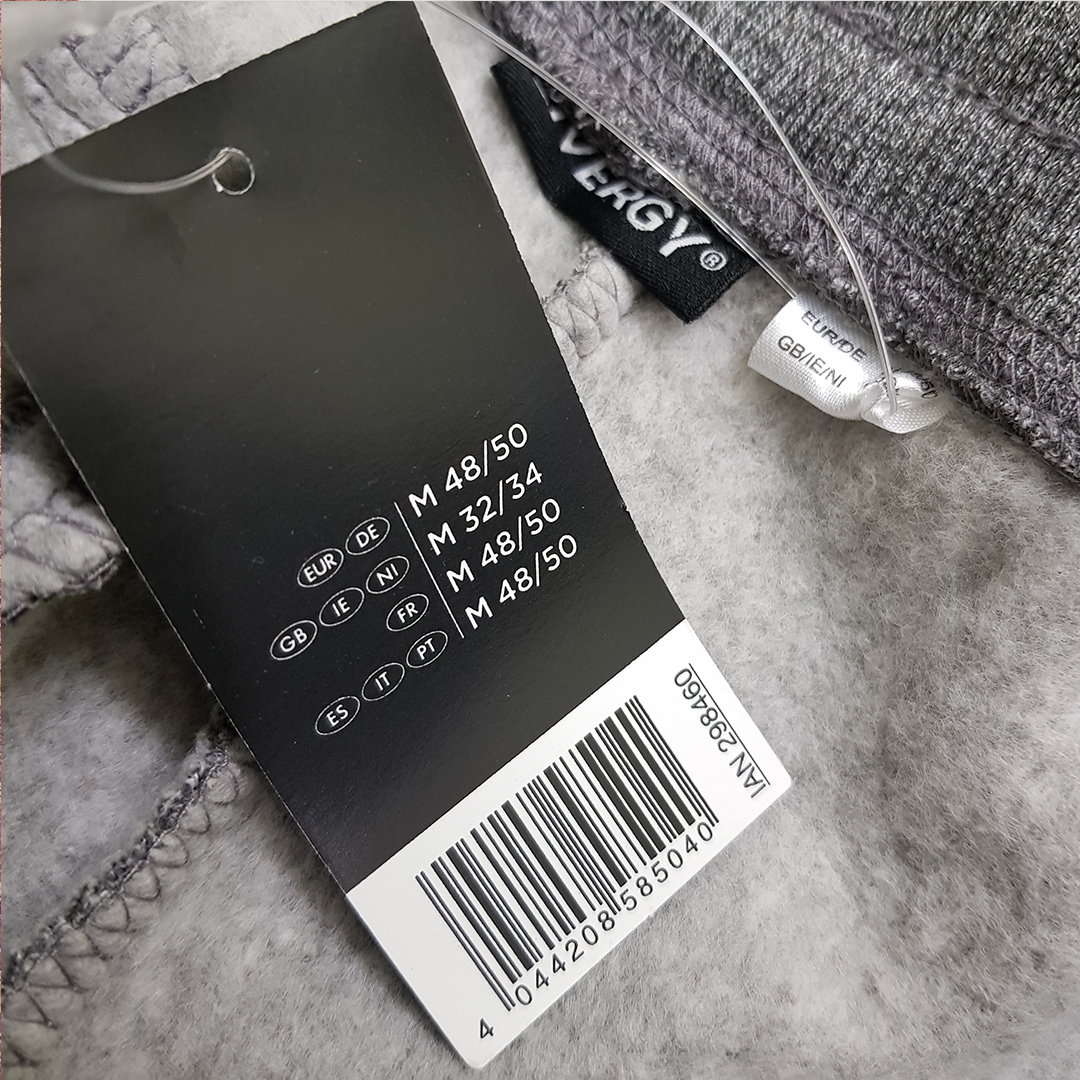 VERGY®
EUR/DE
GB/IE/NI
EUR DE M 48/50
GB IE NI M 32/34
FR M 48/50
ES IT PT M 48/50
IAN 298460
4 044208 585040